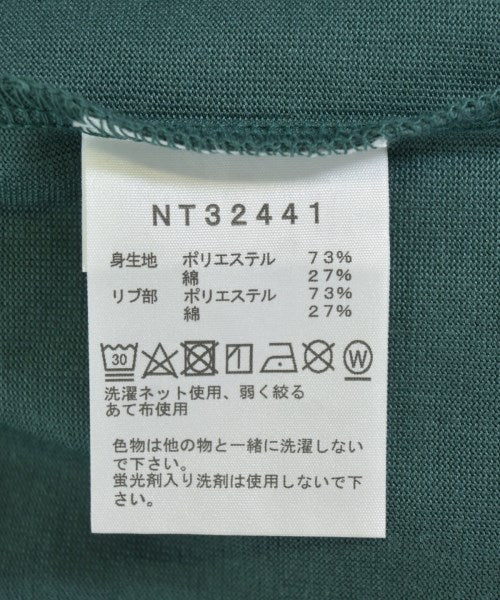 NT32441
身生地 ポリエステル 73%
綿 27%
リブ部 ポリエステル 73%
綿 27%
30 W
洗濯ネット使用、弱く絞る
あて布使用
色物は他の物と一緒に洗濯しない
で下さい。
蛍光剤入り洗剤は使用しないで下
さい。